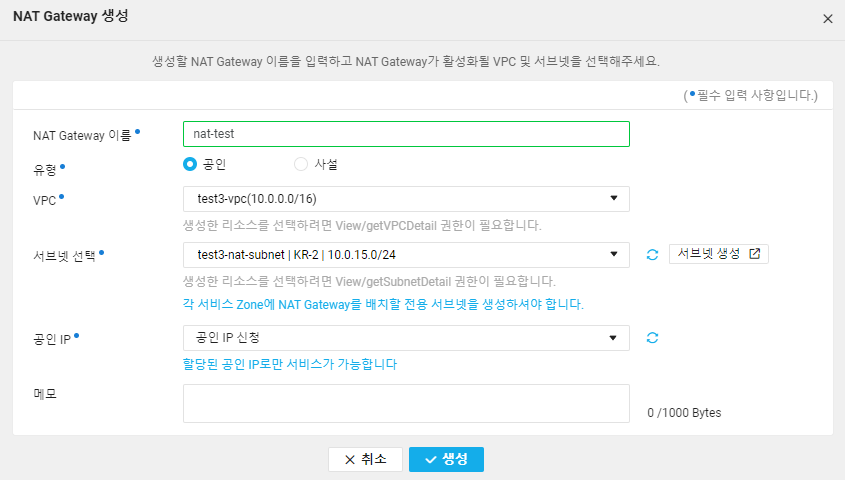 NAT Gateway 생성
생성할 NAT Gateway 이름을 입력하고 NAT Gateway가 활성화될 VPC 및 서브넷을 선택해주세요.
(•필수 입력 사항입니다.)
NAT Gateway 이름• nat-test
유형• 공인 사설
VPC• test3-vpc(10.0.0.0/16)
생성한 리소스를 선택하려면 View/getVPCDetail 권한이 필요합니다.
서브넷 선택• test3-nat-subnet | KR-2 | 10.0.15.0/24 서브넷 생성
생성한 리소스를 선택하려면 View/getSubnetDetail 권한이 필요합니다.
각 서비스 Zone에 NAT Gateway를 배치할 전용 서브넷을 생성하셔야 합니다.
공인 IP• 공인 IP 신청
할당된 공인 IP로만 서비스가 가능합니다
메모
0 /1000 Bytes
취소 생성